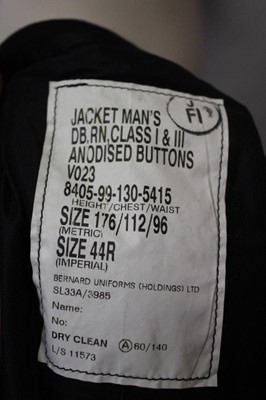 JACKET MAN'S
DB.RN.CLASS I & III
ANODISED BUTTONS
V023
8405-99-130-5415
HEIGHT/CHEST/WAIST
SIZE 176/112/96
(METRIC)
SIZE 44R
(IMPERIAL)
BERNARD UNIFORMS (HOLDINGS) LTD
SL33A/3985
Name:
No:
DRY CLEAN A 60/140
L/S 11573
FI